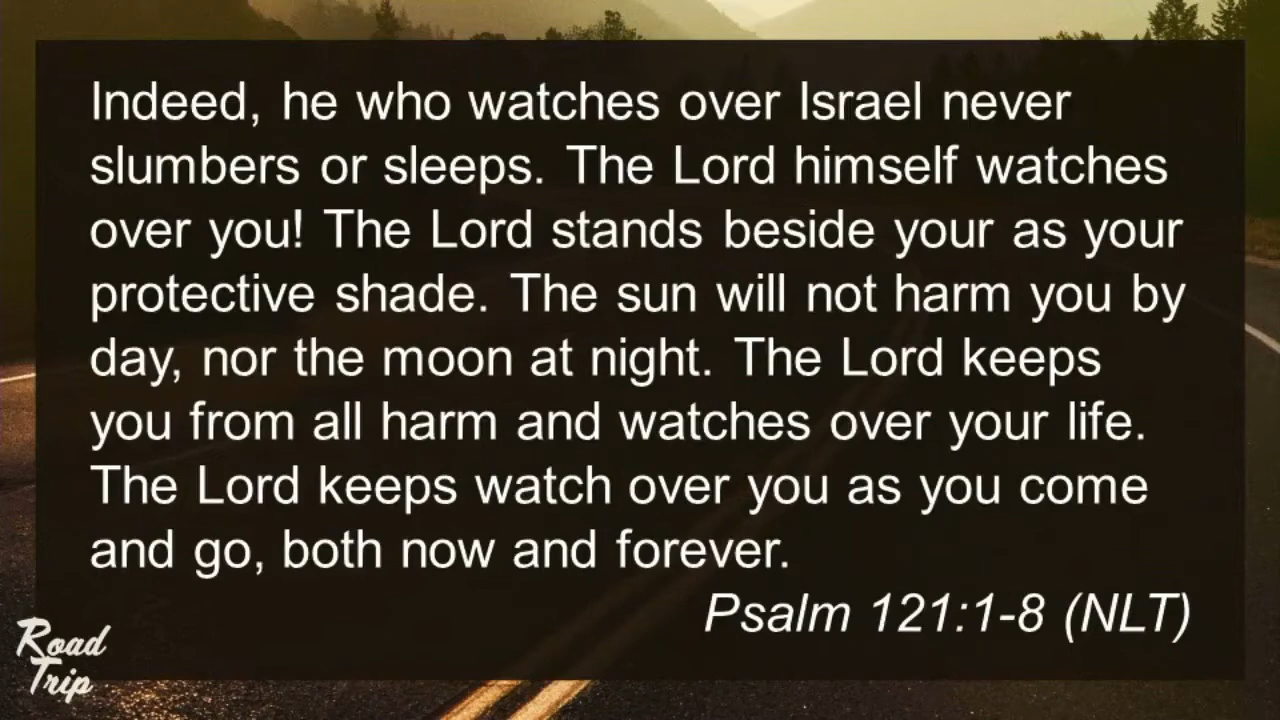 Indeed, he who watches over Israel never
slumbers or sleeps. The Lord himself watches
over you! The Lord stands beside your as your
protective shade. The sun will not harm you by
day, nor the moon at night. The Lord keeps
you from all harm and watches over your life.
The Lord keeps watch over you as you come
and go, both now and forever.
Psalm 121:1-8 (NLT)
Road
Trip